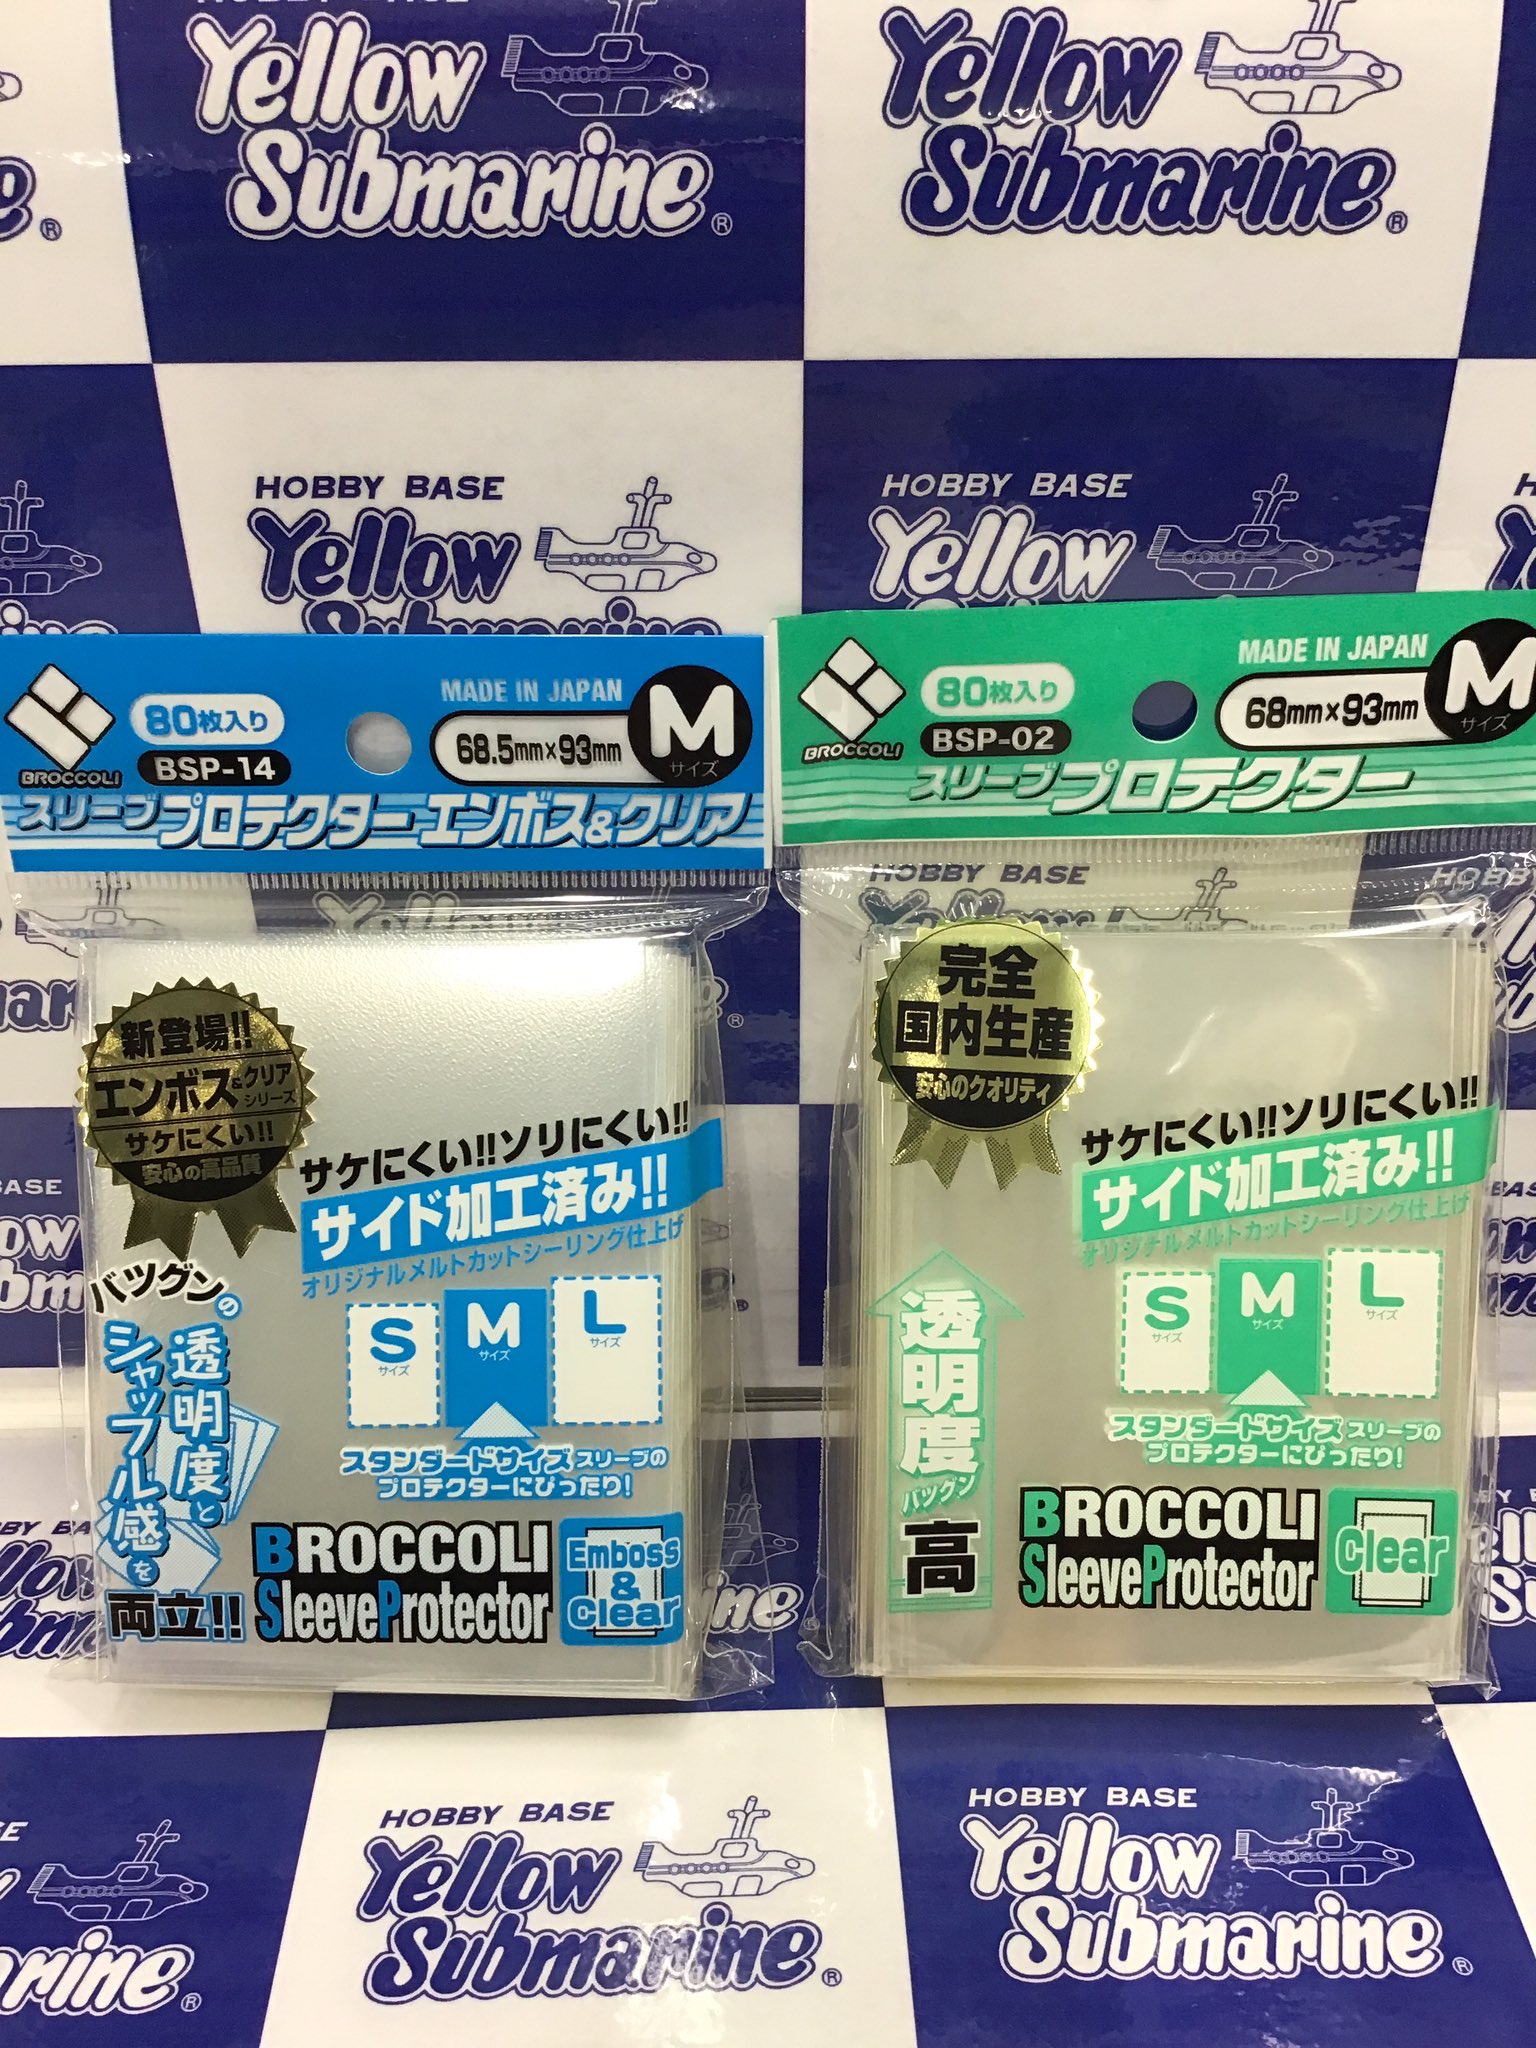 HOBBY BASE
Yellow
Submarine®
Yellow
Submarine®
HOBBY BASE
Yellow
Submarine
HOBBY BASE
Yellow
BROCCOLI
80枚入り
BSP-14
MADE IN JAPAN
68.5mm×93mm
M
サイズ
スリーブプロテクター エンボス&クリア
新登場!!
エンボス&クリア
シリーズ
サケにくい!!
安心の高品質
サケにくい!!ソリにくい!!
サイド加工済み!!
オリジナルメルトカットシーリング仕上げ
バツグンの
透明度と
シャッフル感を
両立!!
S
サイズ
M
サイズ
L
サイズ
スタンダードサイズ スリーブの
プロテクターにぴったり!
BROCCOLI
SleeveProtector
Emboss
&
Clear
BROCCOLI
80枚入り
BSP-02
MADE IN JAPAN
68mm×93mm
M
サイズ
スリーブプロテクター
HOBBY BASE
完全
国内生産
安心のクオリティ
サケにくい!!ソリにくい!!
サイド加工済み!!
オリジナルメルトカットシーリング仕上げ
透明度
バツグン
高
S
サイズ
M
サイズ
L
サイズ
スタンダードサイズ スリーブの
プロテクターにぴったり!
BROCCOLI
SleeveProtector
Clear
HOBBY BASE
Yellow
Submarine®
HOBBY BASE
Yellow
Submarine®